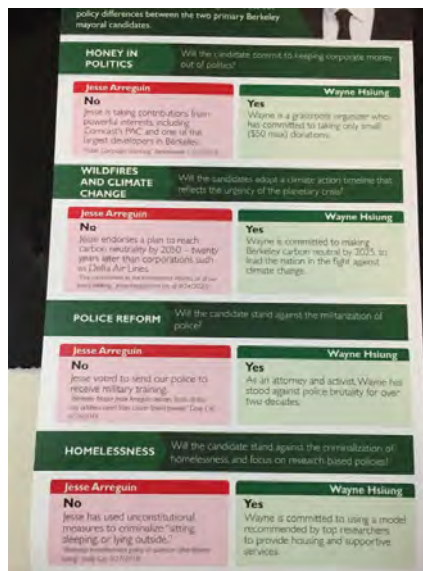 policy differences between the two primary Berkeley
mayoral candidates.
MONEY IN
POLITICS
Will the candidate commit to keeping corporate money
out of politics?
Jesse Arreguin
No
Jesse is taking contributions from
powerful interests, including
Comcast's PAC and one of the
largest developers in Berkeley.
Wayne Hsiung
Yes
Wayne is a grassroots organizer who
has committed to taking only small
($50 max) donations.
WILDFIRES
AND CLIMATE
CHANGE
Will the candidates adopt a climate action timeline that
reflects the urgency of the planetary crisis?
Jesse Arreguin
No
Jesse endorses a plan to reach
carbon neutrality by 2050 – twenty
years later than corporations such
as Delta Air Lines.
Wayne Hsiung
Yes
Wayne is committed to making
Berkeley carbon neutral by 2025, to
lead the nation in the fight against
climate change.
POLICE REFORM
Will the candidate stand against the militarization of
police?
Jesse Arreguin
No
Jesse voted to send our police to
receive military training.
Wayne Hsiung
Yes
As an attorney and activist, Wayne has
stood against police brutality for over
two decades.
HOMELESSNESS
Will the candidate stand against the criminalization of
homelessness, and focus on research based policies?
Jesse Arreguin
No
Jesse has used unconstitutional
measures to criminalize "sitting,
sleeping, or lying outside."
Wayne Hsiung
Yes
Wayne is committed to using a model
recommended by top researchers
to provide housing and supportive
services.